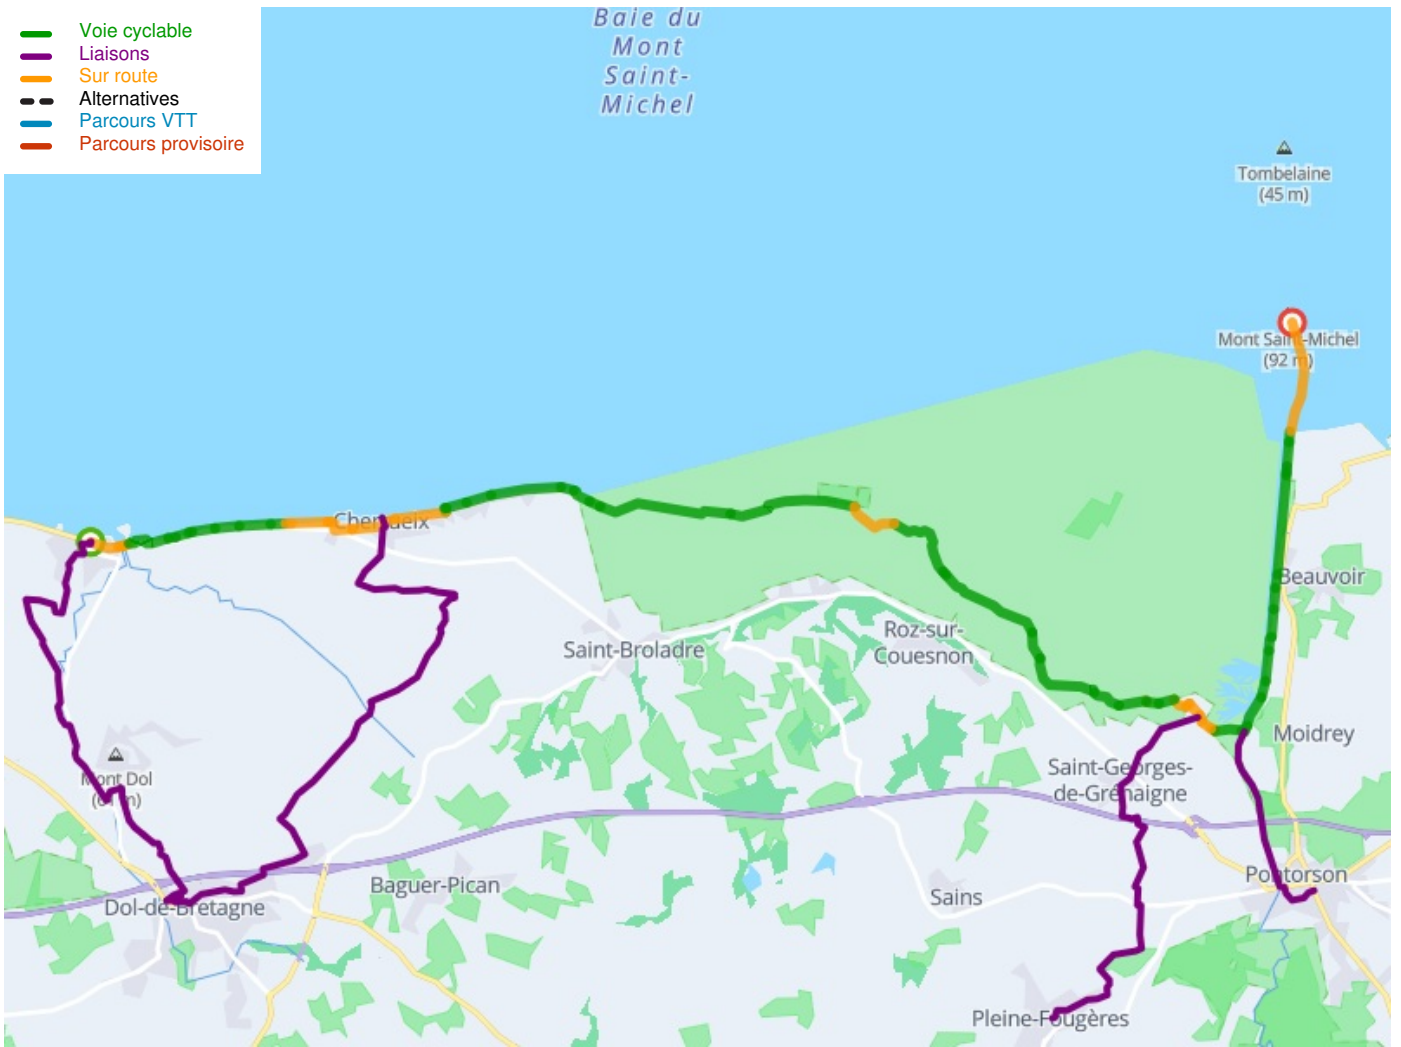 Voie cyclable
Liaisons
Sur route
Alternatives
Parcours VTT
Parcours provisoire
Baie du
Mont
Saint-
Michel
Tombelaine
(45 m)
Mont Saint-Michel
(92 m)
Cherrueix
Beauvoir
Saint-Broladre
Roz-sur-
Couesnon
Moidrey
Mont Dol
(61 m)
Saint-Georges-
de-Gréhaigne
Baguer-Pican
Sains
Pontorson
Dol-de-Bretagne
Pleine-Fougères